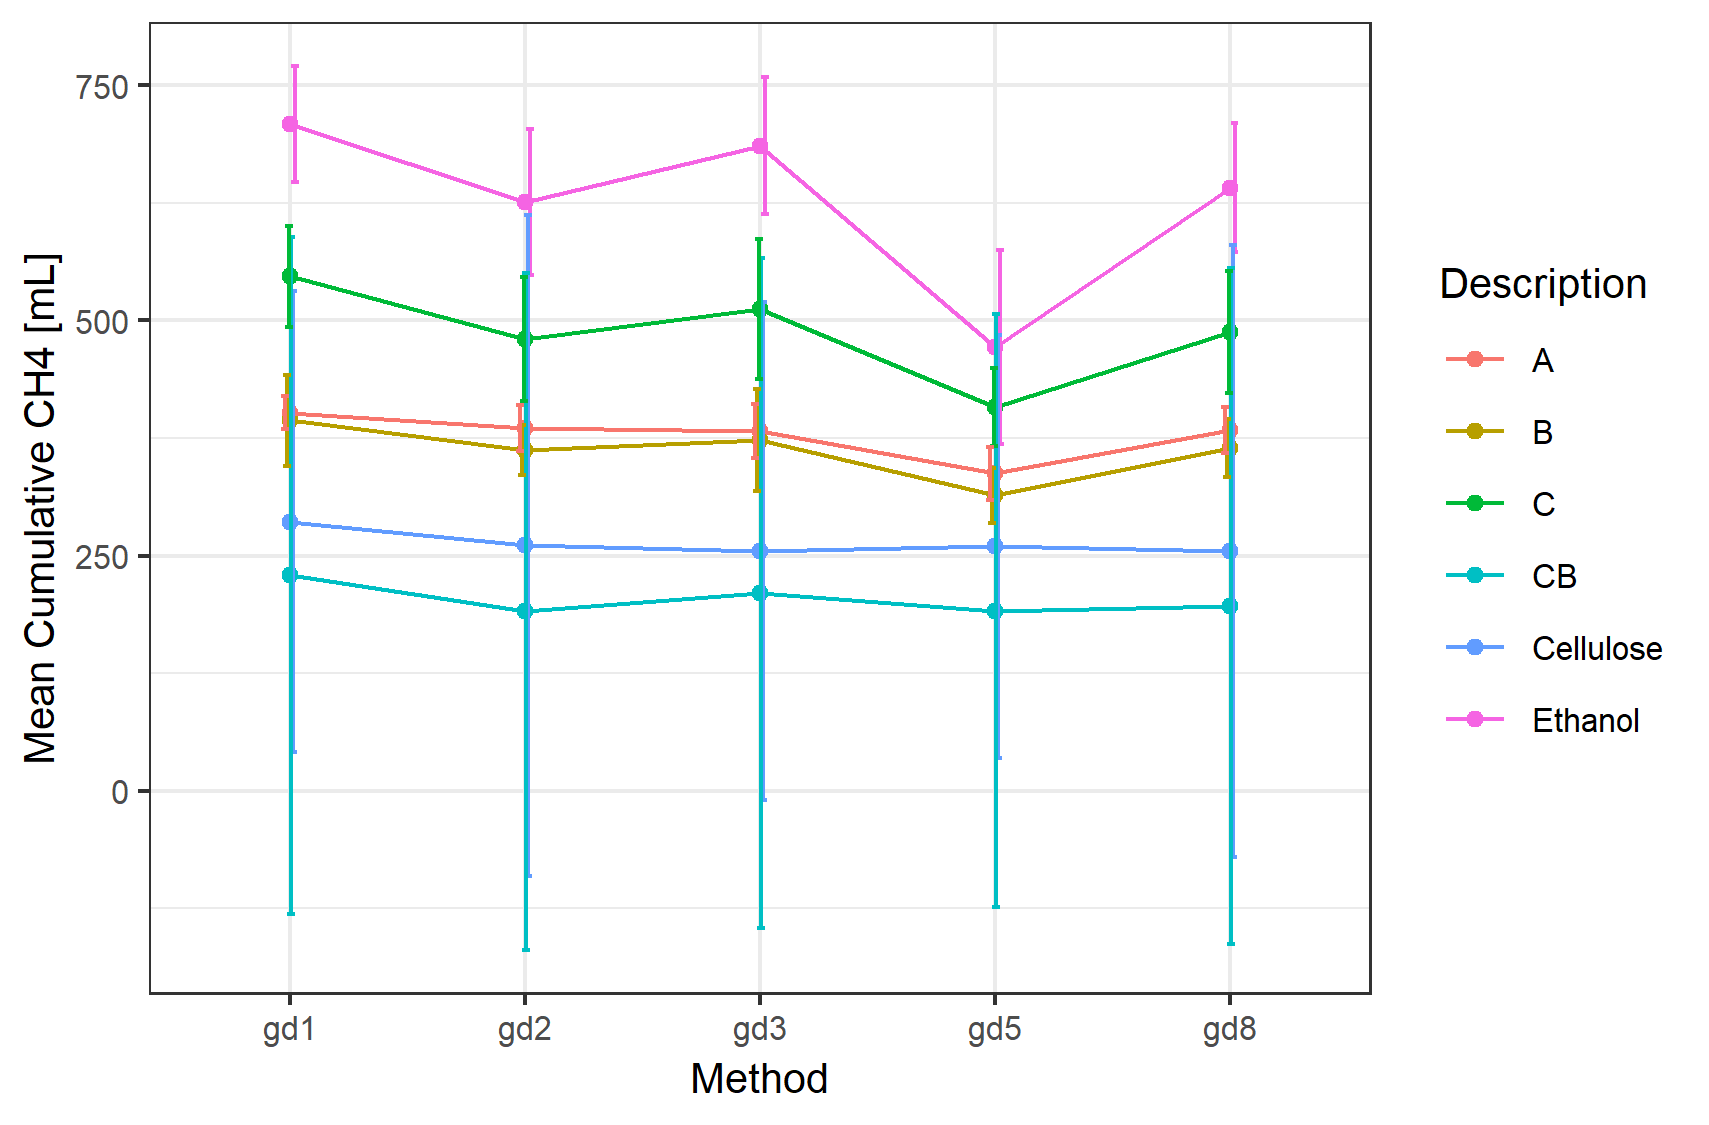 Mean Cumulative CH4 [mL]
750
500
250
0
gd1 gd2 gd3 gd5 gd8
Method
Description
A
B
C
CB
Cellulose
Ethanol